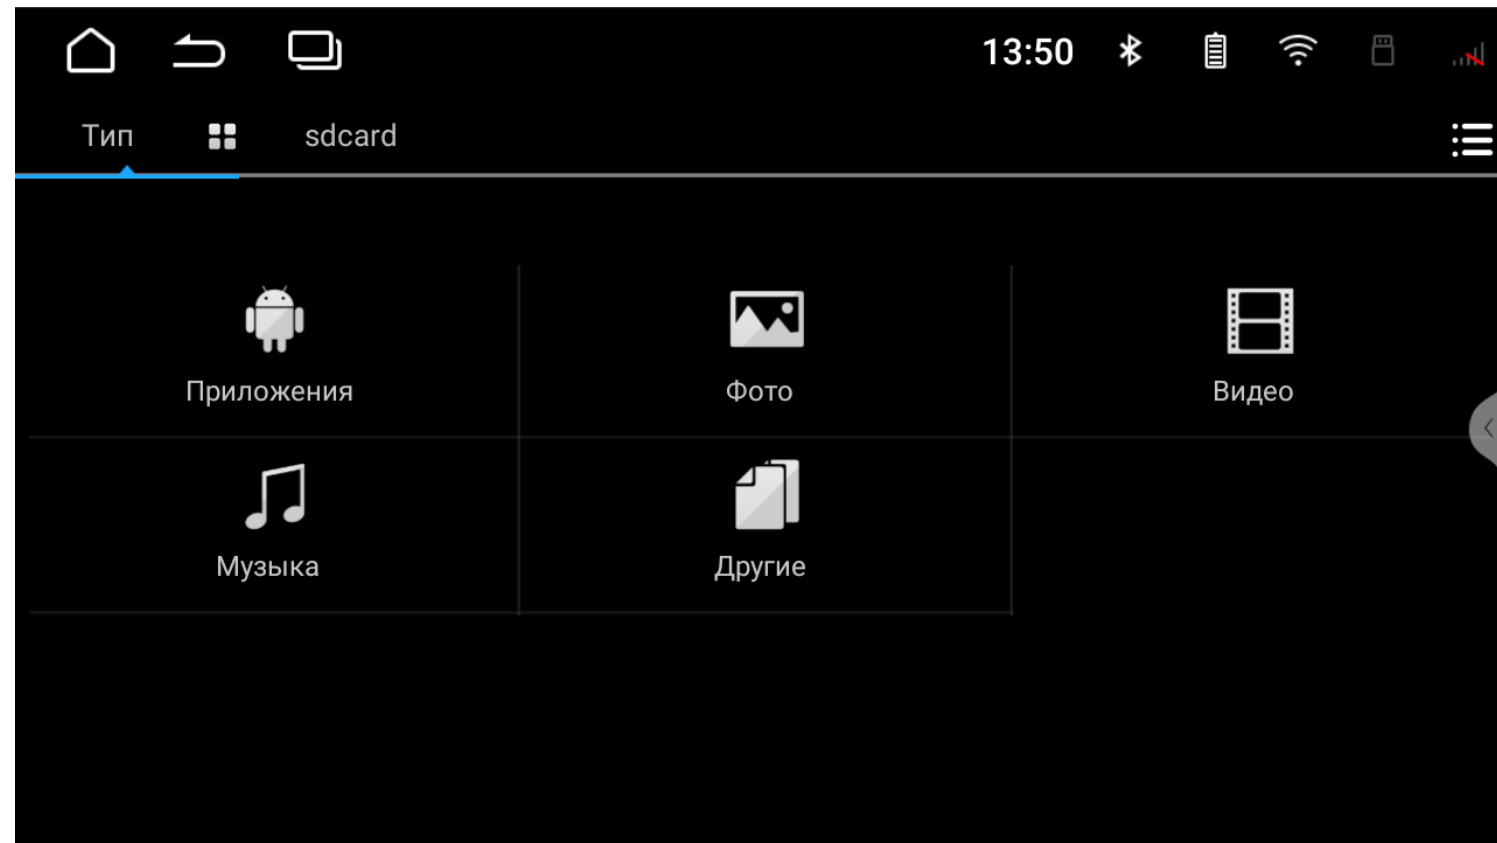 13:50
Тип
sdcard
Приложения
Фото
Видео
Музыка
Другие